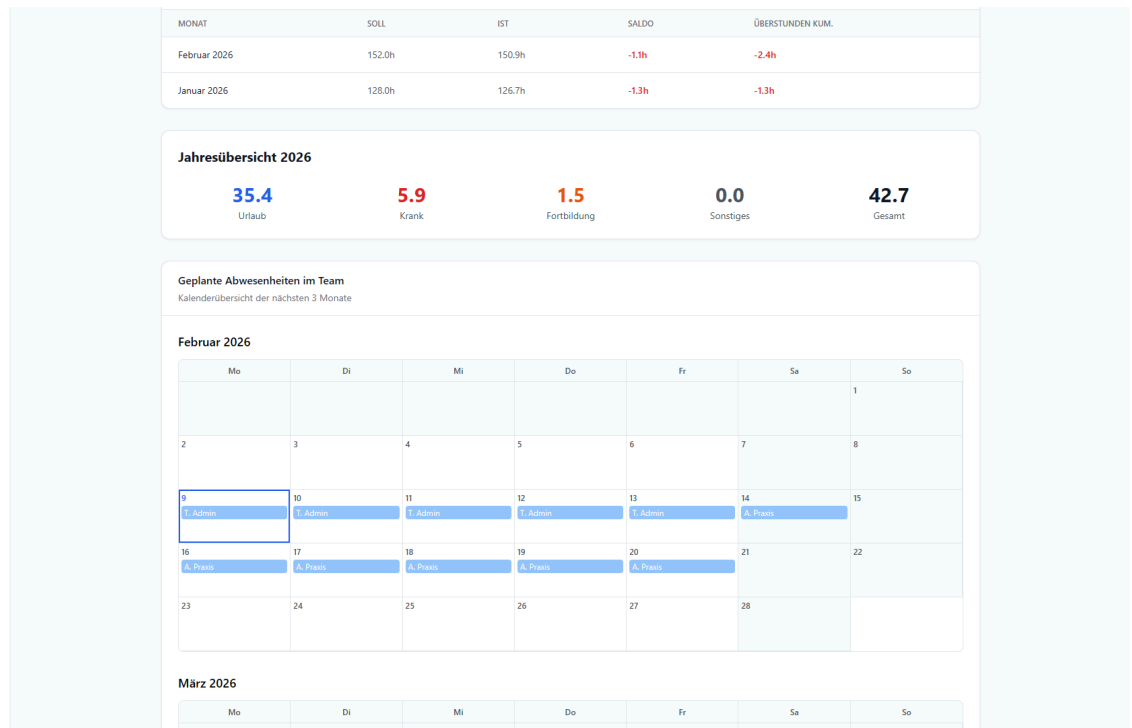 MONAT SOLL IST SALDO ÜBERSTUNDEN KUM.
Februar 2026 152.0h 150.9h -1.1h -2.4h
Januar 2026 128.0h 126.7h -1.3h -1.3h
Jahresübersicht 2026
35.4 5.9 1.5 0.0 42.7
Urlaub Krank Fortbildung Sonstiges Gesamt
Geplante Abwesenheiten im Team
Kalenderübersicht der nächsten 3 Monate
Februar 2026
Mo Di Mi Do Fr Sa So
1
2 3 4 5 6 7 8
9 10 11 12 13 14 15
T. Admin T. Admin T. Admin T. Admin T. Admin A. Praxis
16 17 18 19 20 21 22
A. Praxis A. Praxis A. Praxis A. Praxis A. Praxis
23 24 25 26 27 28
März 2026
Mo Di Mi Do Fr Sa So